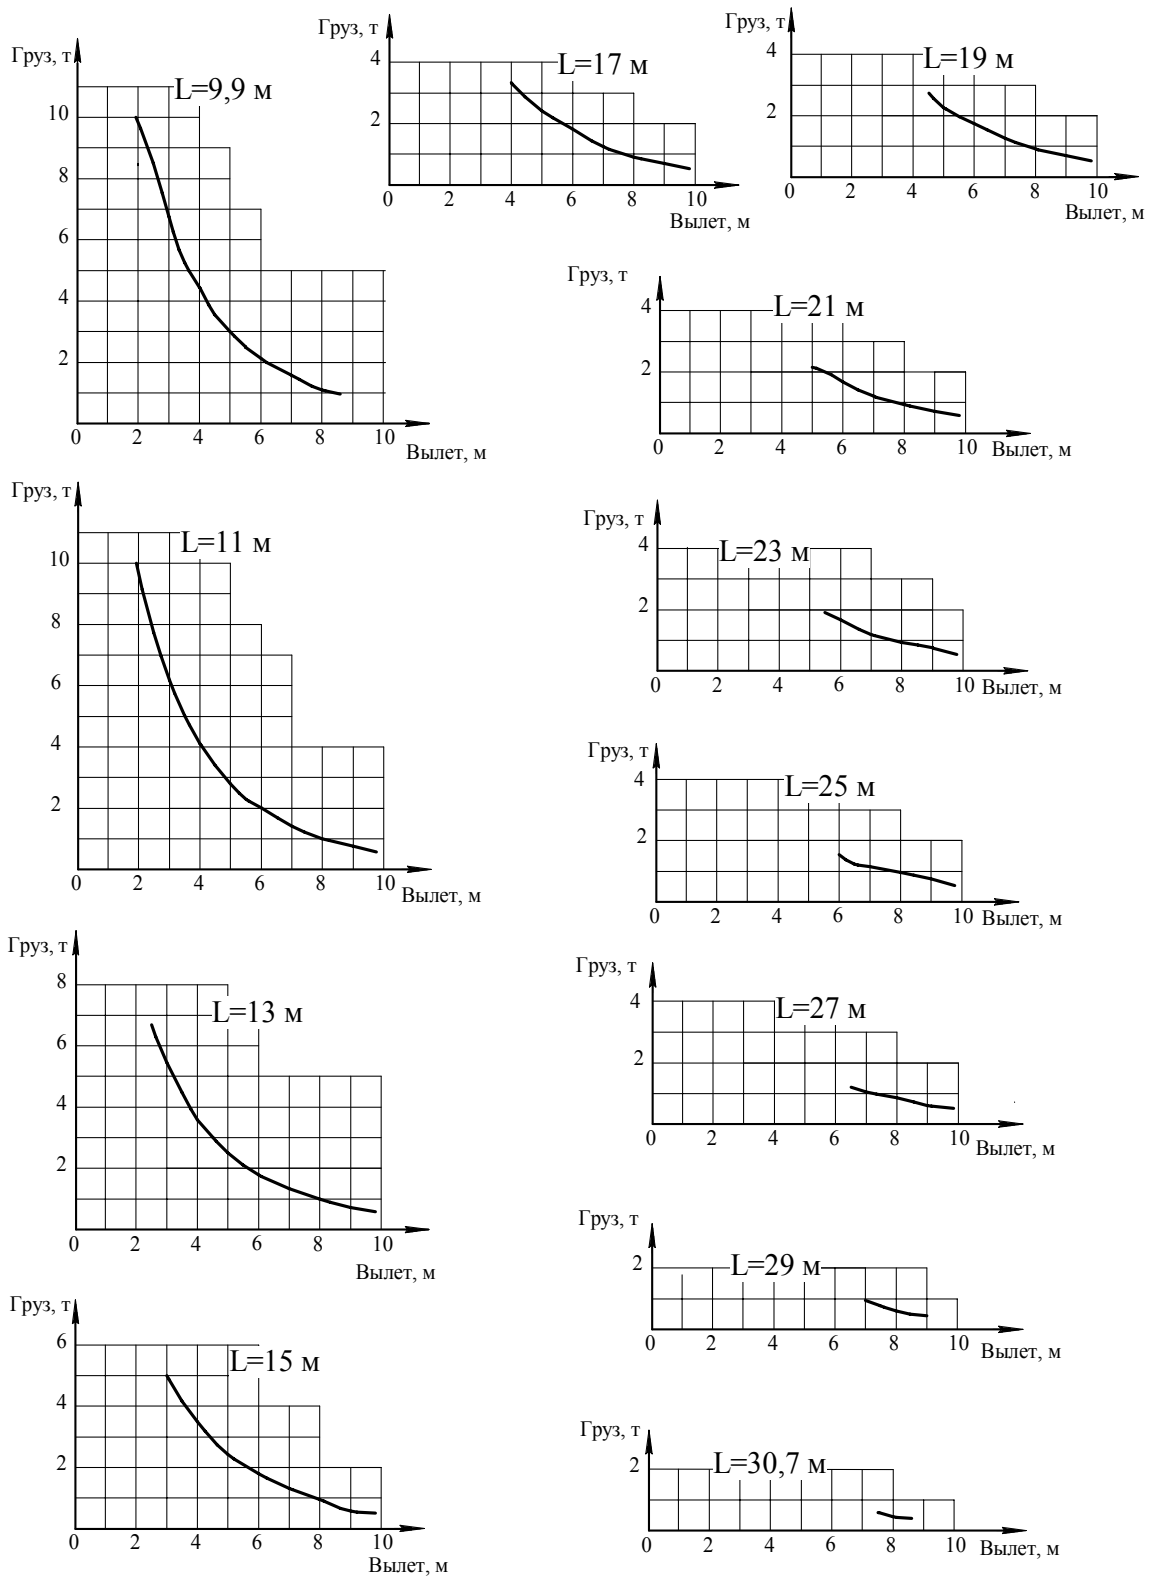 Груз, т
L=9,9 м
10
8
6
4
2
0 2 4 6 8 10
Вылет, м
Груз, т
L=17 м
4
2
0 2 4 6 8 10
Вылет, м
Груз, т
L=19 м
4
2
0 2 4 6 8 10
Вылет, м
Груз, т
L=21 м
4
2
0 2 4 6 8 10
Вылет, м
Груз, т
L=11 м
10
8
6
4
2
0 2 4 6 8 10
Вылет, м
Груз, т
L=23 м
4
2
0 2 4 6 8 10
Вылет, м
Груз, т
L=25 м
4
2
0 2 4 6 8 10
Вылет, м
Груз, т
L=13 м
8
6
4
2
0 2 4 6 8 10
Вылет, м
Груз, т
L=27 м
4
2
0 2 4 6 8 10
Вылет, м
Груз, т
L=29 м
2
0 2 4 6 8 10
Вылет, м
Груз, т
L=15 м
6
4
2
0 2 4 6 8 10
Вылет, м
Груз, т
L=30,7 м
2
0 2 4 6 8 10
Вылет, м